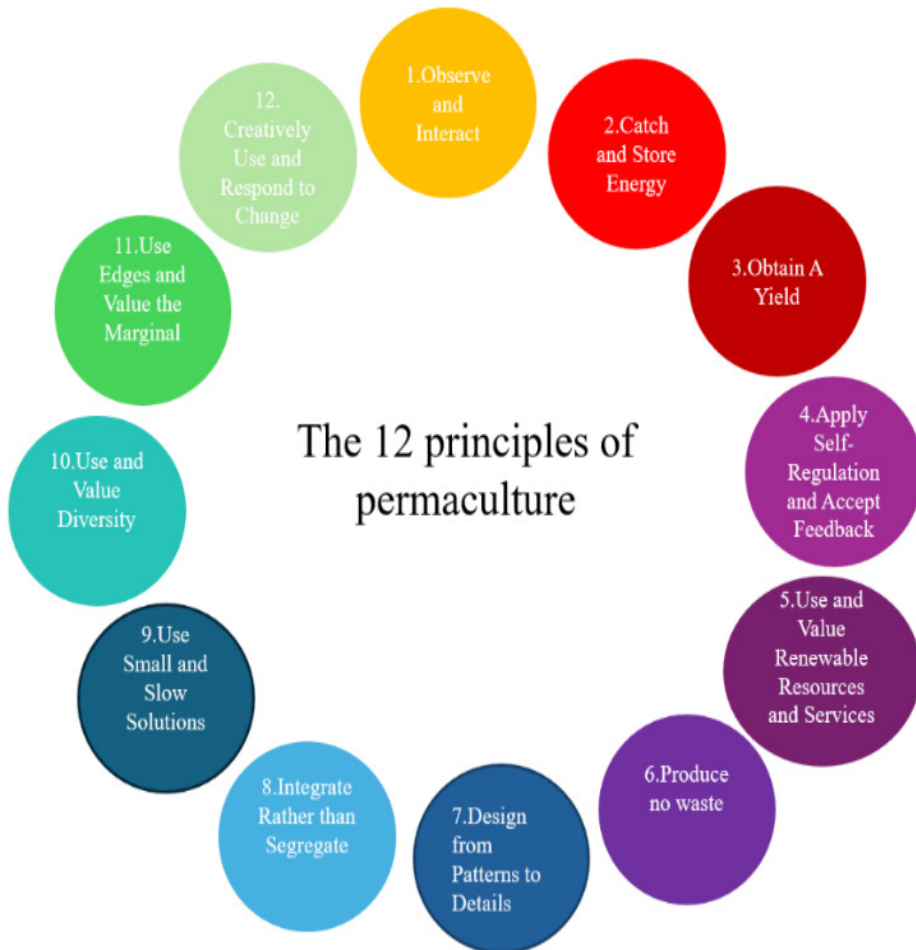 1.Observe
and
Interact
2.Catch
and Store
Energy
3.Obtain A
Yield
4.Apply
Self-
Regulation
and Accept
Feedback
5.Use and
Value
Renewable
Resources
and Services
6.Produce
no waste
7.Design
from
Patterns to
Details
8.Integrate
Rather than
Segregate
9.Use
Small and
Slow
Solutions
10.Use and
Value
Diversity
11.Use
Edges and
Value the
Marginal
12.
Creatively
Use and
Respond to
Change
The 12 principles of
permaculture